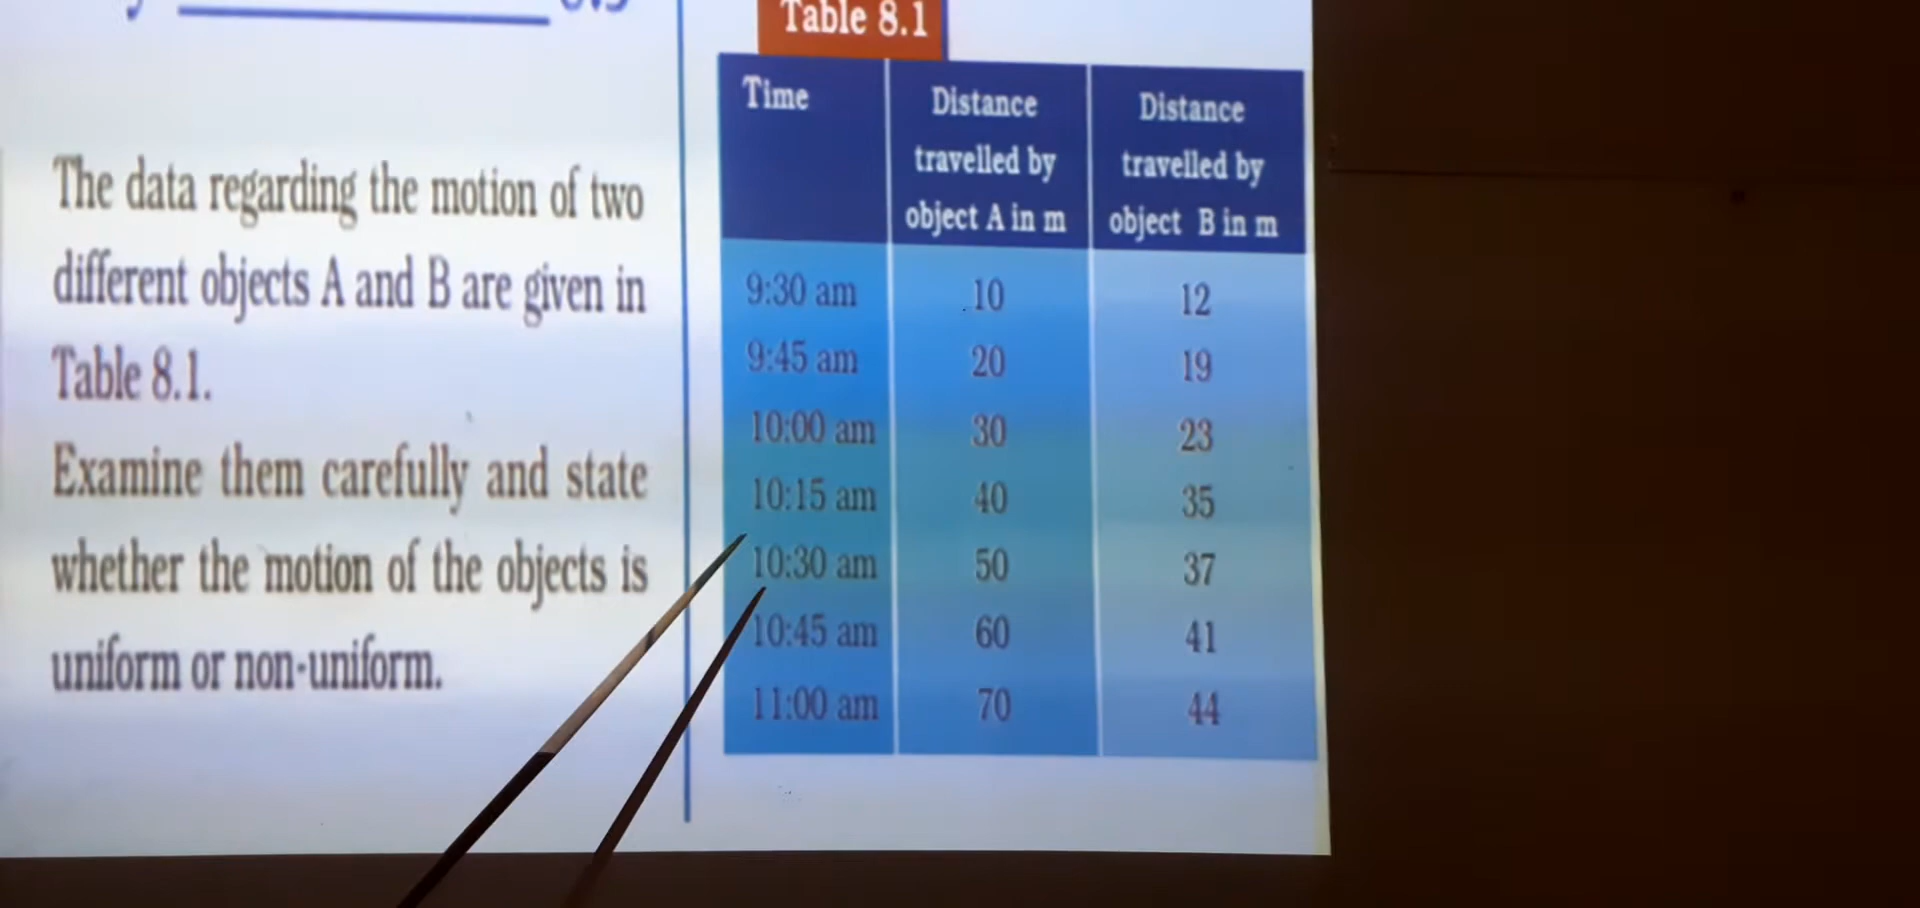 The data regarding the motion of two
different objects A and B are given in
Table 8.1.
Examine them carefully and state
whether the motion of the objects is
uniform or non-uniform.
Table 8.1
Time Distance travelled by object A in m Distance travelled by object B in m
9:30 am 10 12
9:45 am 20 19
10:00 am 30 23
10:15 am 40 35
10:30 am 50 37
10:45 am 60 41
11:00 am 70 44